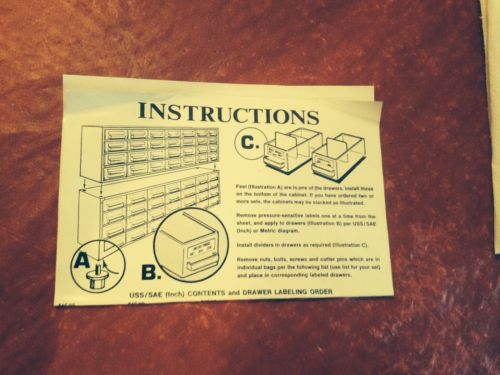 INSTRUCTIONS
C.
Feet (Illustration A) are in one of the drawers. Install these
on the bottom of the cabinet. If you have ordered two or
more sets, the cabinets may be stacked as illustrated.
Remove pressure-sensitive labels one at a time from the
sheet, and apply to drawers (Illustration B) per USS/SAE
(Inch) or Metric diagram.
Install dividers in drawers as required (Illustration C).
Remove nuts, bolts, screws and cotter pins which are in
individual bags per the following list (use list for your set)
and place in corresponding labeled drawers.
A
B.
USS/SAE (Inch) CONTENTS and DRAWER LABELING ORDER